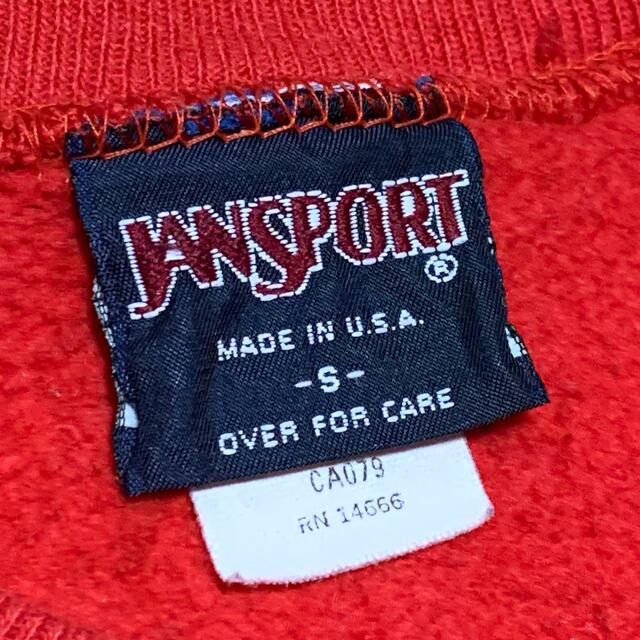 JANSPORT®
MADE IN U.S.A.
-S-
OVER FOR CARE
CA079
RN 14666